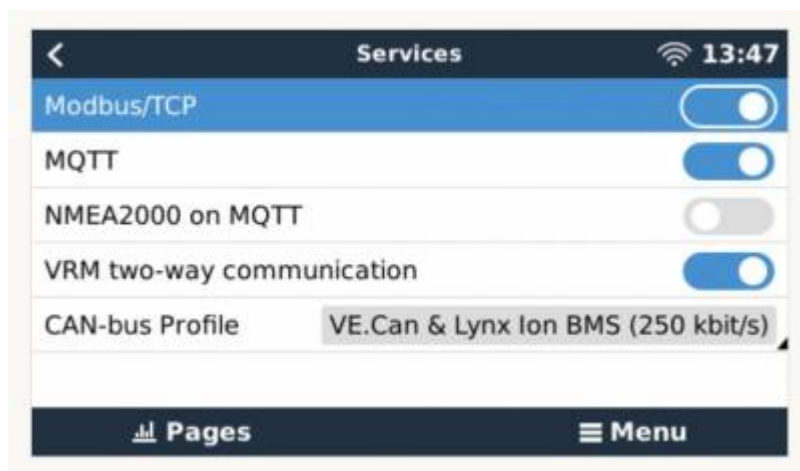 Services 13:47
Modbus/TCP
MQTT
NMEA2000 on MQTT
VRM two-way communication
CAN-bus Profile VE.Can & Lynx Ion BMS (250 kbit/s)
Pages Menu